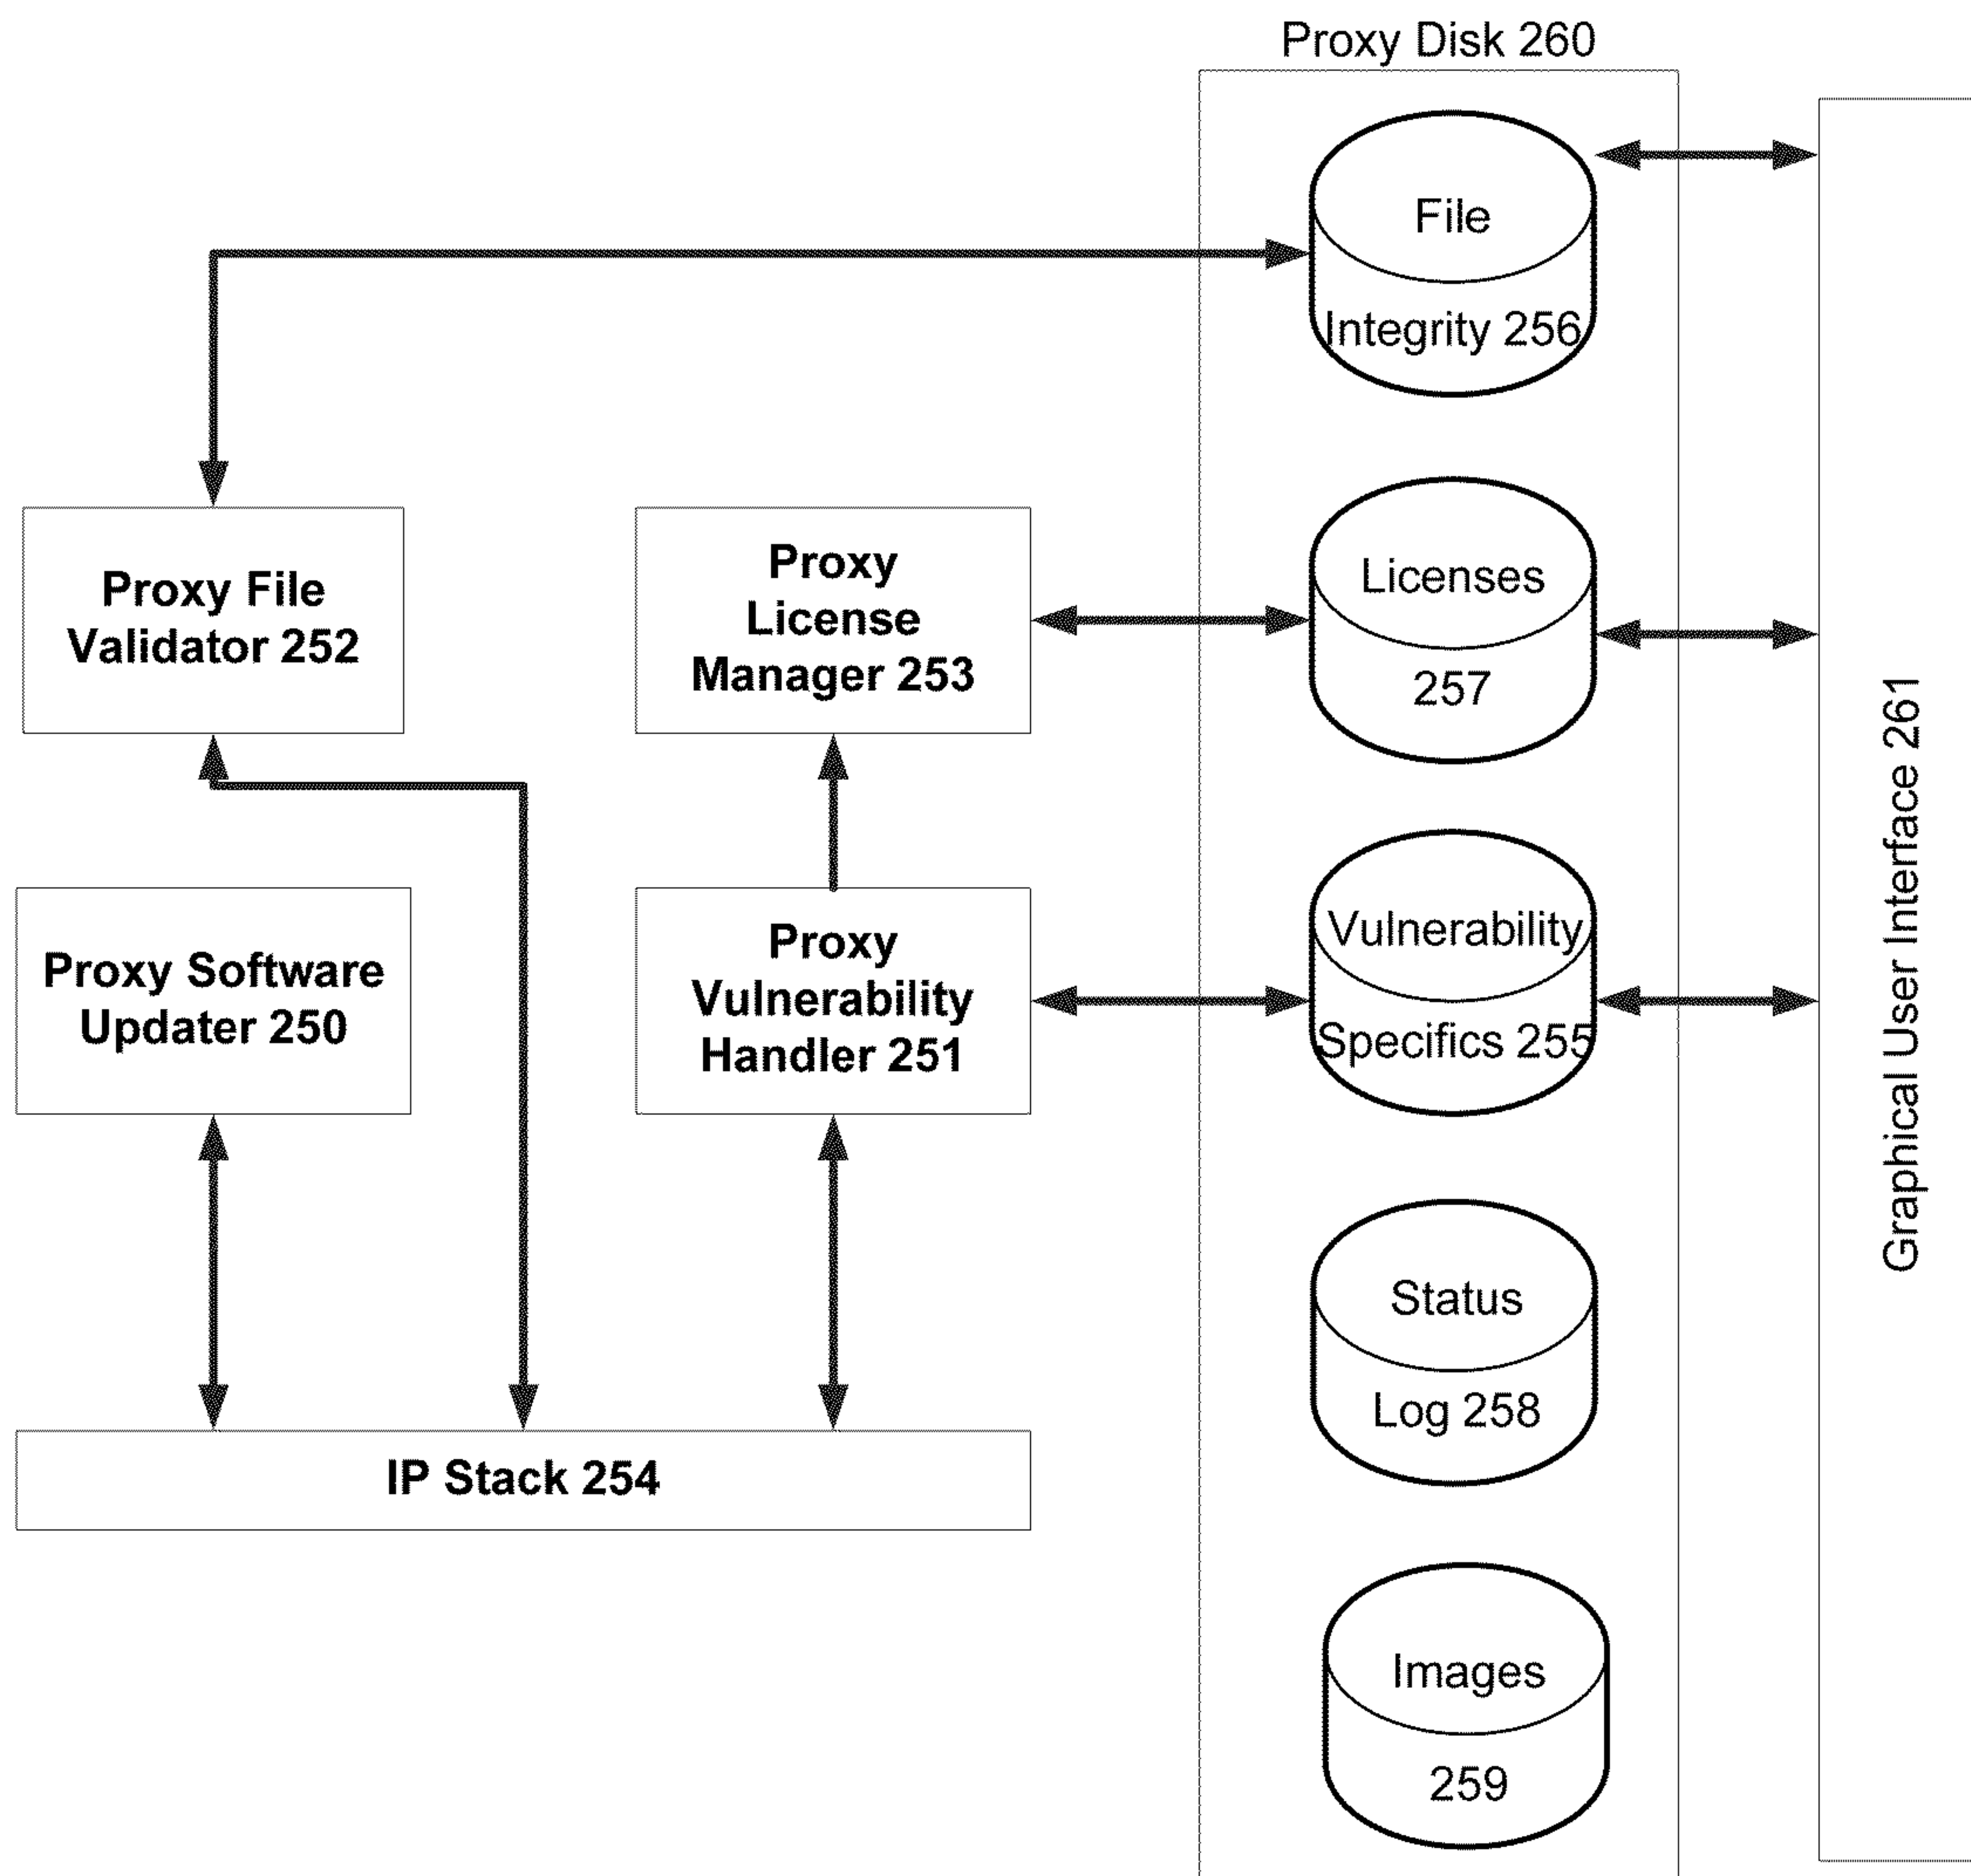 Proxy Disk 260
File
Integrity 256
Proxy File
Validator 252
Proxy
License
Manager 253
Licenses
257
Proxy Software
Updater 250
Proxy
Vulnerability
Handler 251
Vulnerability
Specifics 255
Status
Log 258
IP Stack 254
Images
259
Graphical User Interface 261